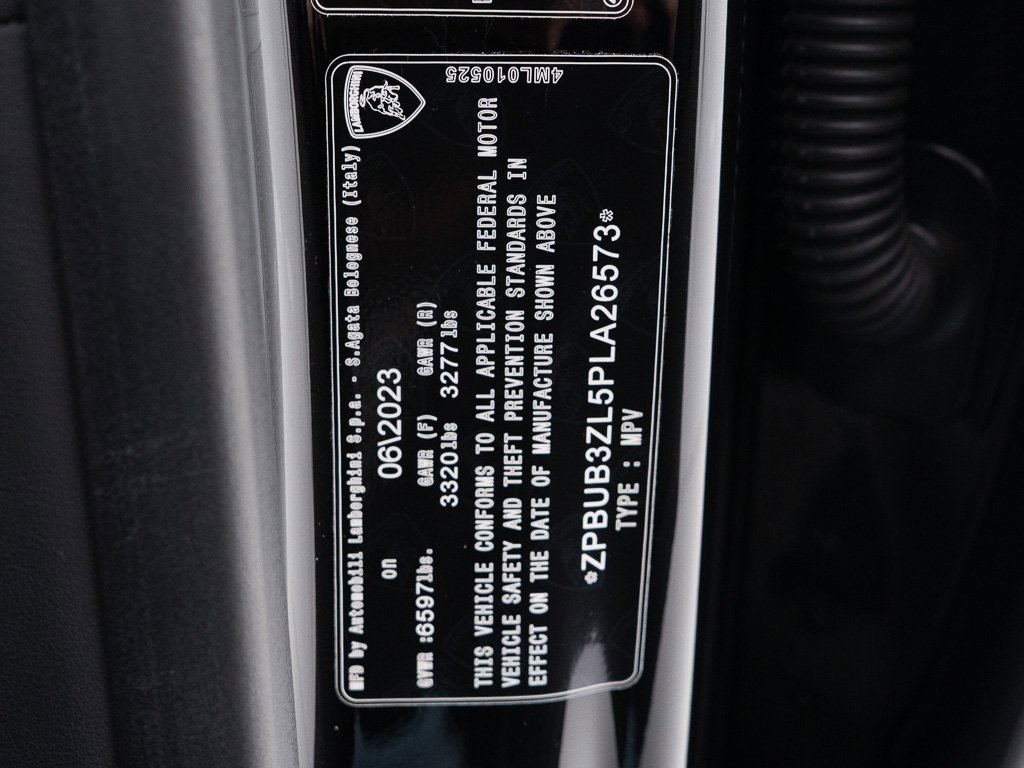 LAMBORGHINI
4ML010525
MFD by Automobili Lamborghini S.p.a. - S.Agata Bolognese (Italy)
on 06\2023
GVWR :6597lbs. GAWR (F) GAWR (R)
3320lbs 3277lbs
THIS VEHICLE CONFORMS TO ALL APPLICABLE FEDERAL MOTOR
VEHICLE SAFETY AND THEFT PREVENTION STANDARDS IN
EFFECT ON THE DATE OF MANUFACTURE SHOWN ABOVE
*ZPBUB3ZL5PLA26573*
TYPE : MPV